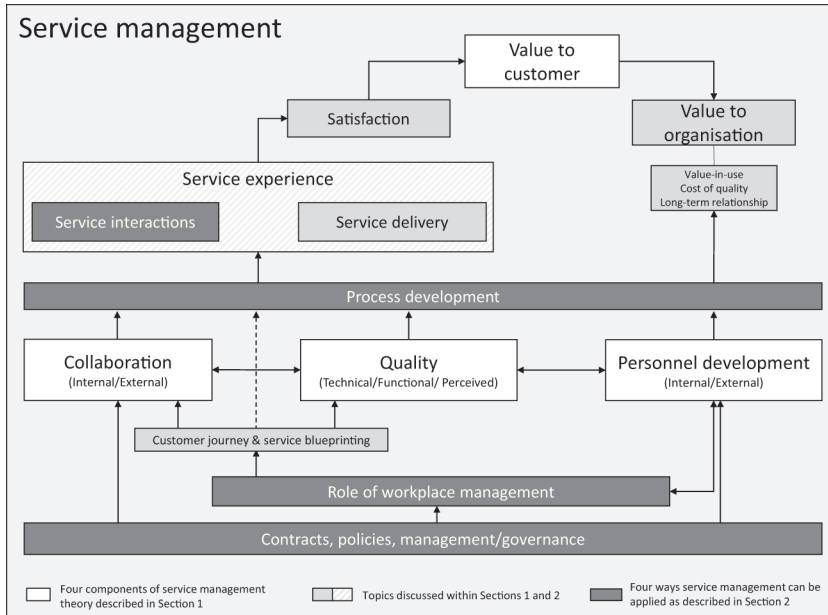 Service management
Value to
customer
Satisfaction
Value to
organisation
Service experience
Value-in-use
Cost of quality
Long-term relationship
Service interactions
Service delivery
Process development
Collaboration
(Internal/External)
Quality
(Technical/Functional/ Perceived)
Personnel development
(Internal/External)
Customer journey & service blueprinting
Role of workplace management
Contracts, policies, management/governance
Four components of service management
theory described in Section 1
Topics discussed within Sections 1 and 2
Four ways service management can be
applied as described in Section 2